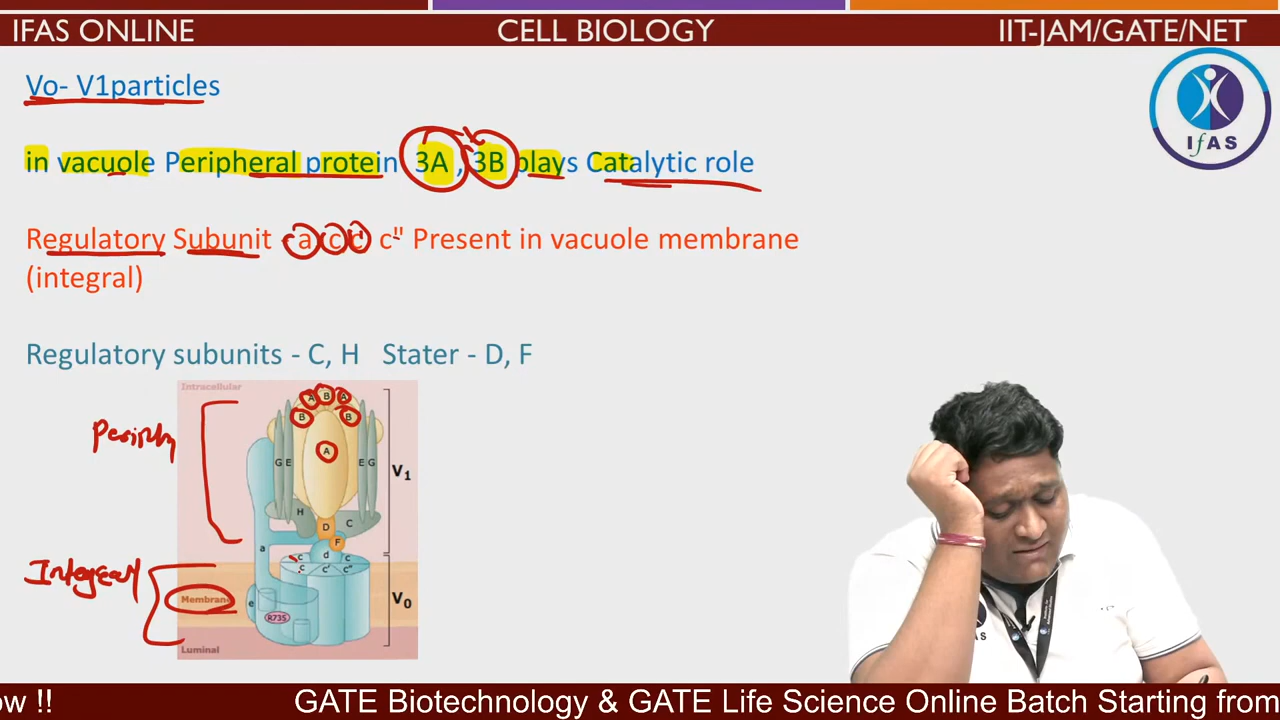 IFAS ONLINE
CELL BIOLOGY
IIT-JAM/GATE/NET
Vo- V1particles
IfAS
in vacuole Peripheral protein 3A , 3B plays Catalytic role
Regulatory Subunit - a c c' c" Present in vacuole membrane
(integral)
Regulatory subunits - C, H Stater - D, F
Intracellular
A B A
B B
A
G E E G
V1
H D C
F
a
c d c
c c' c"
Membrane
e
R735
V0
Luminal
AS
ow !!
GATE Biotechnology & GATE Life Science Online Batch Starting from